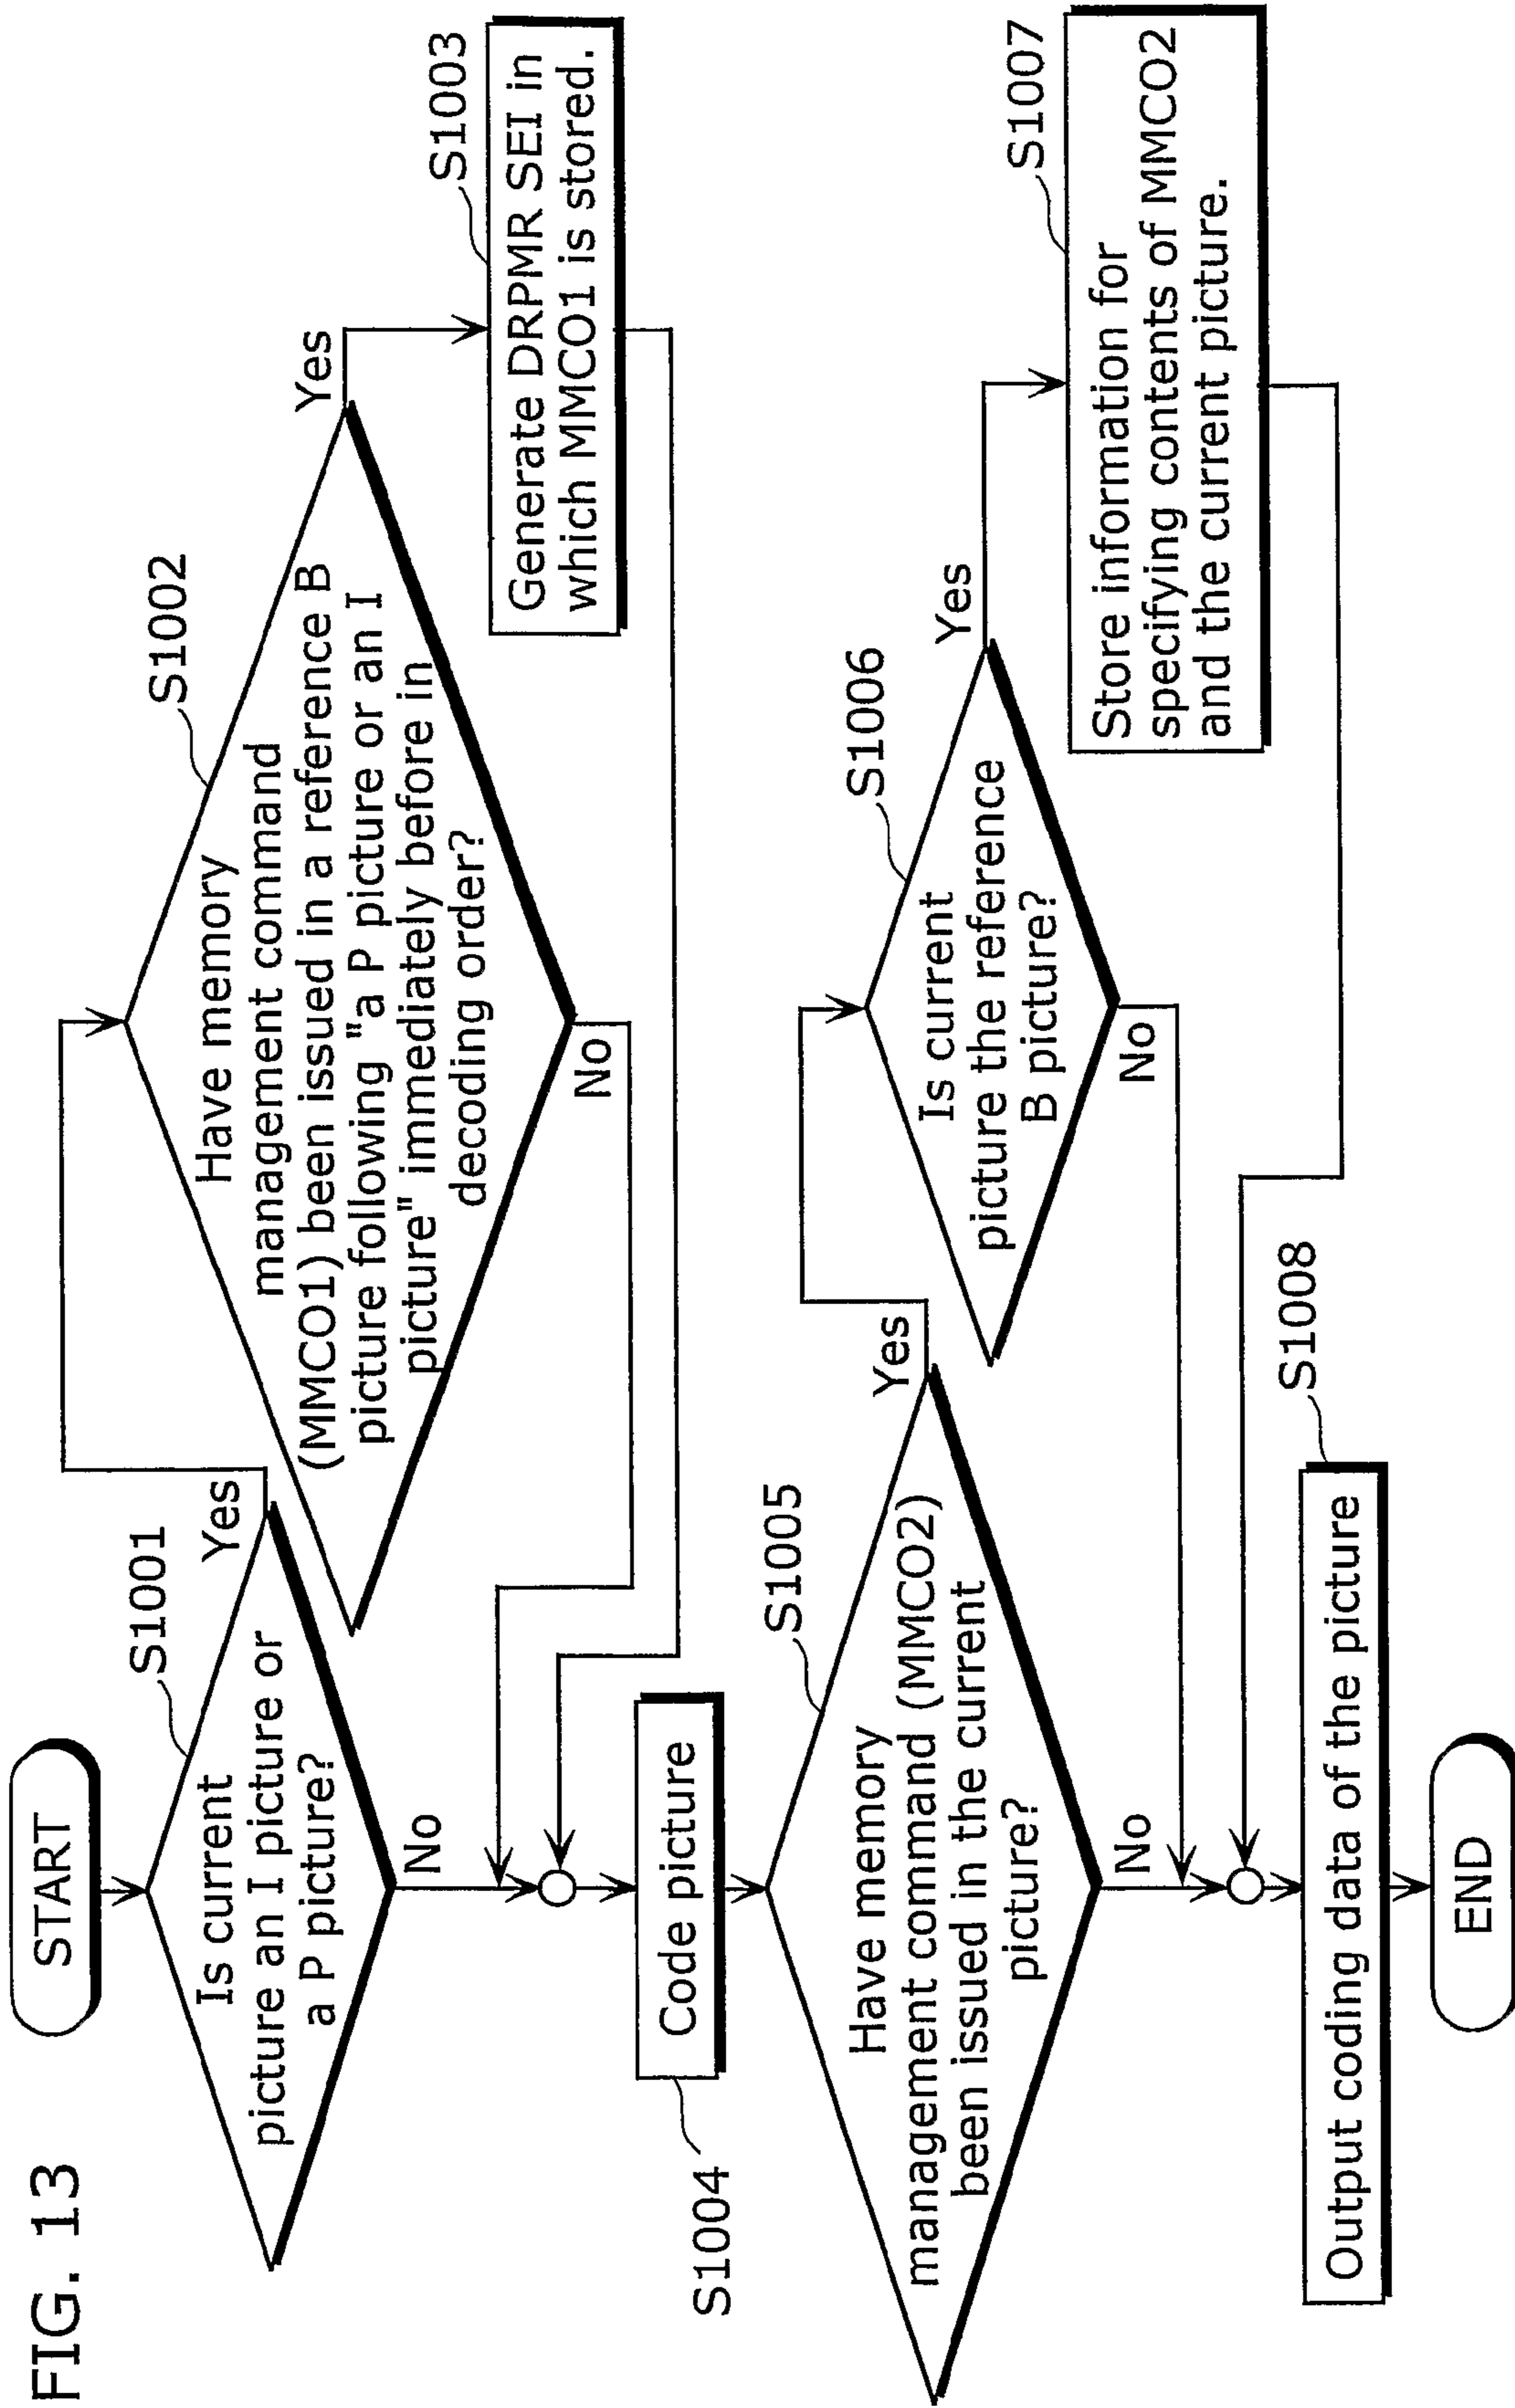 FIG. 13
START
S1001
Is current
picture an I picture or
a P picture?
Yes
No
S1002
Have memory
management command
(MMCO1) been issued in a reference B
picture following "a P picture or an I
picture" immediately before in
decoding order?
Yes
No
S1003
Generate DRPMR SEI in
which MMCO1 is stored.
S1004
Code picture
S1005
Have memory
management command (MMCO2)
been issued in the current
picture?
Yes
No
S1006
Is current
picture the reference
B picture?
Yes
No
S1007
Store information for
specifying contents of MMCO2
and the current picture.
S1008
Output coding data of the picture
END